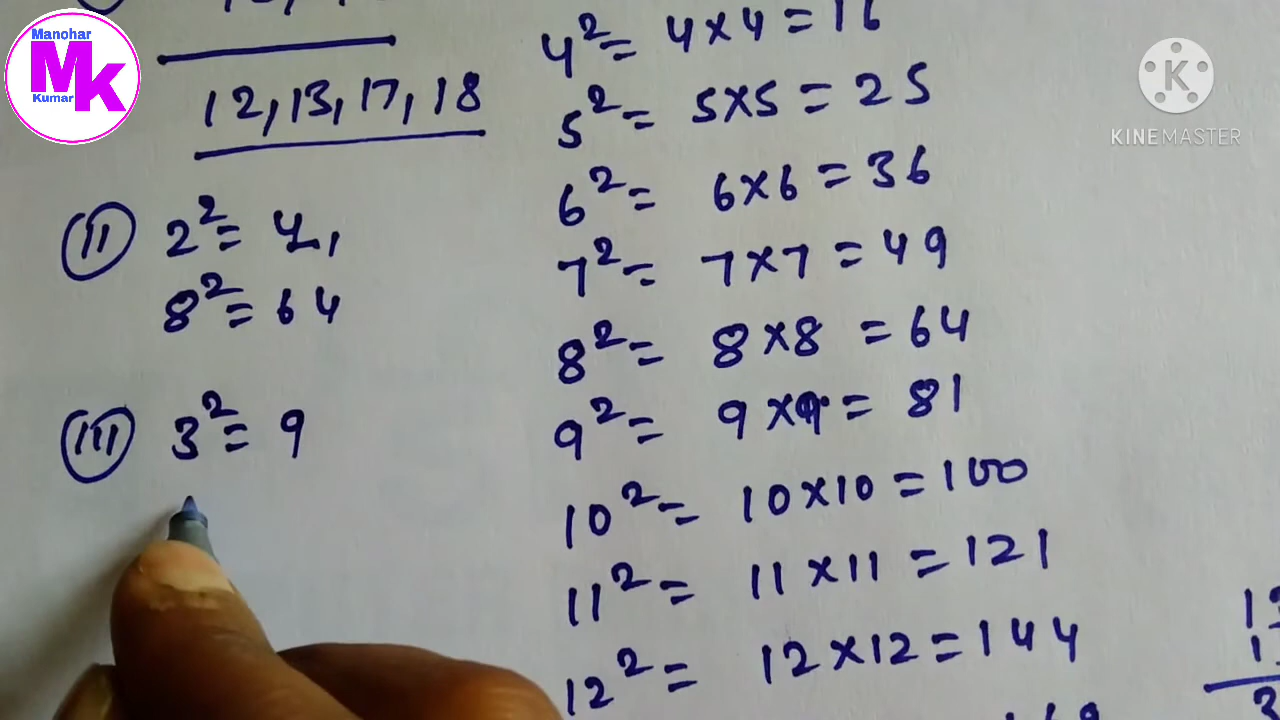 Manohar
MK
Kumar
K
KINEMASTER
12, 13, 17, 18
(II) 2² = 4,
8² = 64
(III) 3² = 9
4² = 4×4 = 16
5² = 5×5 = 25
6² = 6×6 = 36
7² = 7×7 = 49
8² = 8×8 = 64
9² = 9×9 = 81
10² = 10×10 = 100
11² = 11×11 = 121
12² = 12×12 = 144